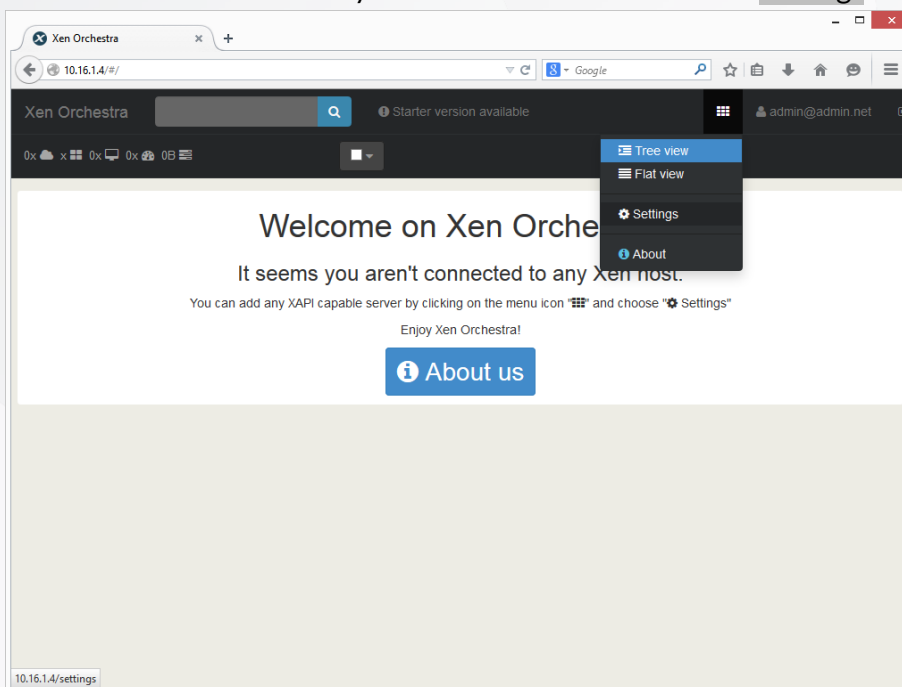 Xen Orchestra
10.16.1.4/#/
Google
Xen Orchestra
Starter version available
admin@admin.net
0x x 0x 0x 0B
Tree view
Flat view
Settings
About
Welcome on Xen Orche
It seems you aren't connected to any Xen host.
You can add any XAPI capable server by clicking on the menu icon "" and choose " Settings"
Enjoy Xen Orchestra!
About us
10.16.1.4/settings